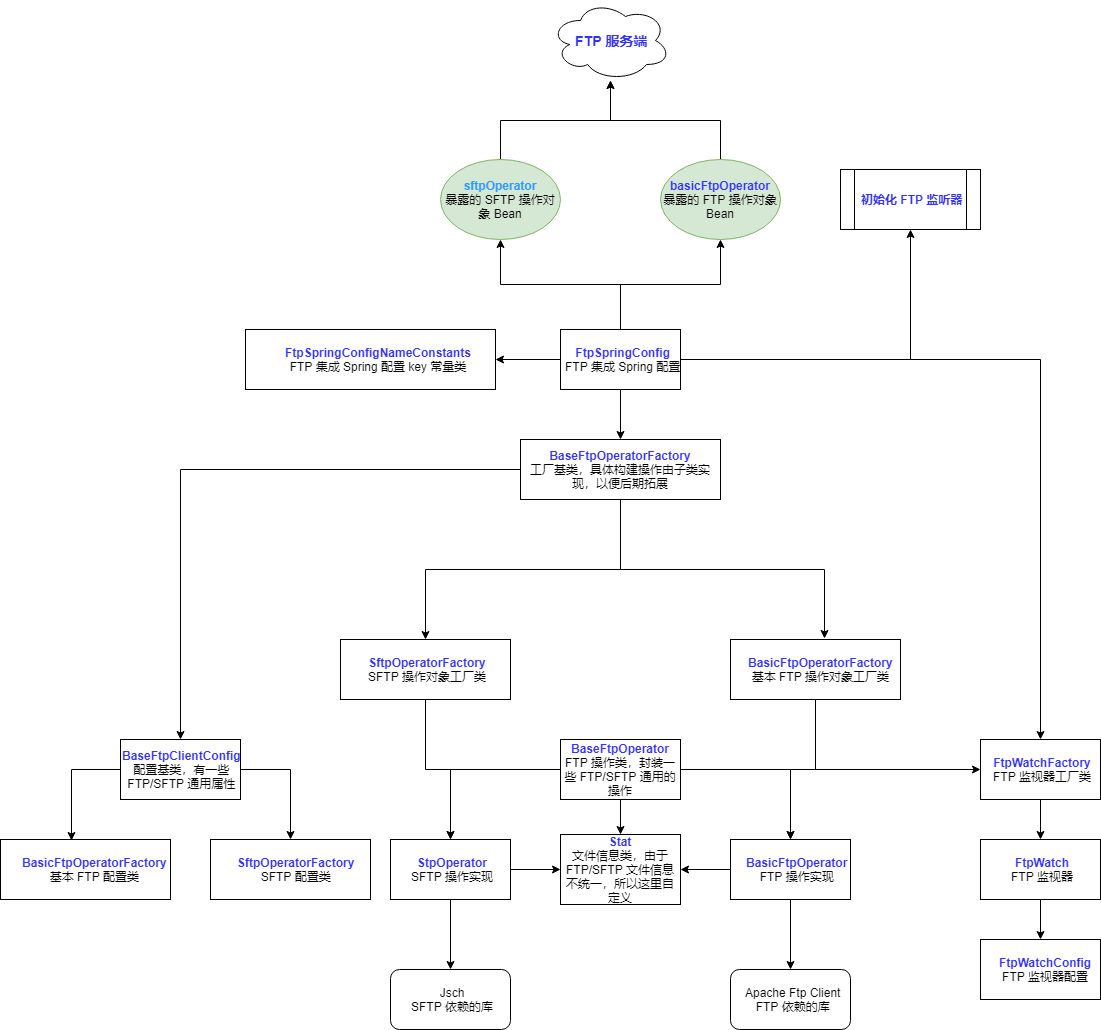 FTP 服务端
sftpOperator
暴露的 SFTP 操作对
象 Bean
basicFtpOperator
暴露的 FTP 操作对象
Bean
初始化 FTP 监听器
FtpSpringConfigNameConstants
FTP 集成 Spring 配置 key 常量类
FtpSpringConfig
FTP 集成 Spring 配置
BaseFtpOperatorFactory
工厂基类，具体构建操作由子类实
现，以便后期拓展
SftpOperatorFactory
SFTP 操作对象工厂类
BasicFtpOperatorFactory
基本 FTP 操作对象工厂类
BaseFtpClientConfig
配置基类，有一些
FTP/SFTP 通用属性
BaseFtpOperator
FTP 操作类，封装一
些 FTP/SFTP 通用的
操作
FtpWatchFactory
FTP 监视器工厂类
BasicFtpOperatorFactory
基本 FTP 配置类
SftpOperatorFactory
SFTP 配置类
StpOperator
SFTP 操作实现
Stat
文件信息类，由于
FTP/SFTP 文件信息
不统一，所以这里自
定义
BasicFtpOperator
FTP 操作实现
FtpWatch
FTP 监视器
FtpWatchConfig
FTP 监视器配置
Jsch
SFTP 依赖的库
Apache Ftp Client
FTP 依赖的库